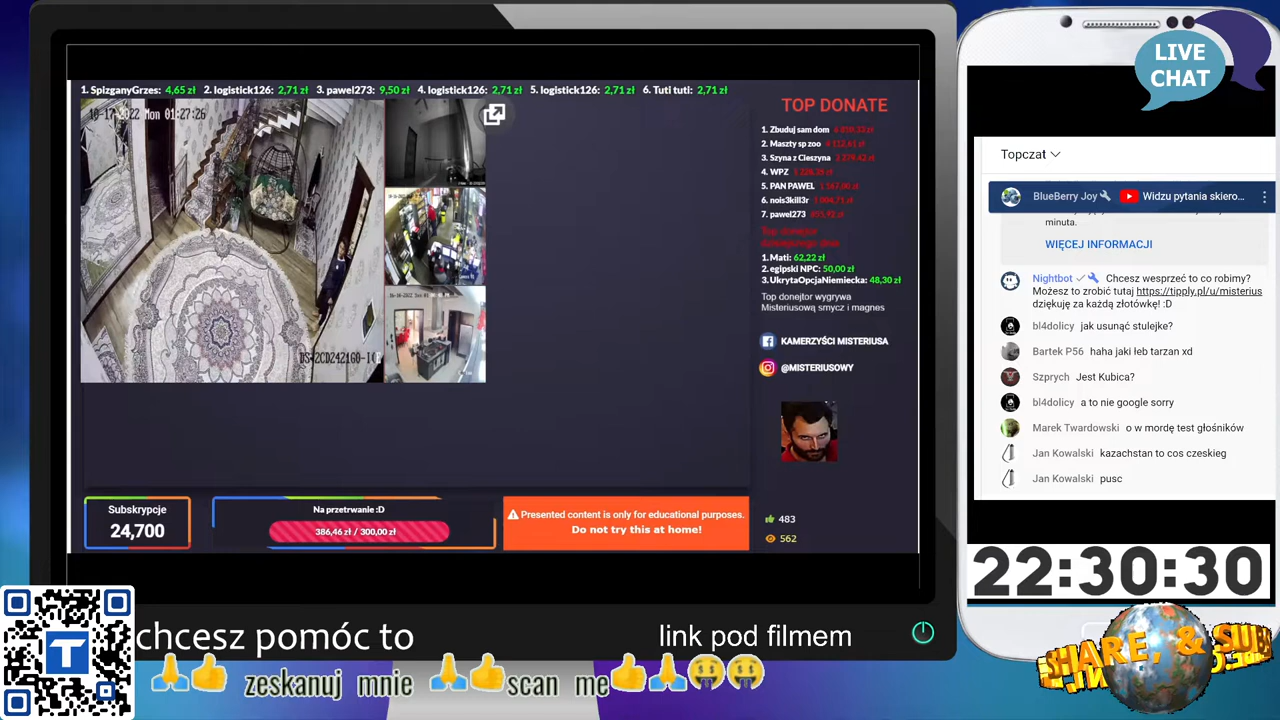 1. SpizganyGrzes: 4,65 zł 2. logistick126: 2,71 zł 3. pawel273: 9,50 zł 4. logistick126: 2,71 zł 5. logistick126: 2,71 zł 6. Tuti tuti: 2,71 zł
10-17-2022 Mon 01:27:26
TOP DONATE
1. Zbuduj sam dom
2. Maszty sp zoo
3. Szyna z Cieszyna
4. WPZ
5. PAN PAWEL
6. nois3kill3r
7. pawel273
1. Mati: 62,22 zł
2. egipski NPC: 50,00 zł
3. UkrytaOpcjaNiemiecka: 48,30 zł
Top donejtor wygrywa
Misteriusową smycz i magnes
KAMERZYŚCI MISTERIUSA
@MISTERIUSOWY
483
562
Subskrypcje
24,700
Na przetrwanie :D
386,46 zł / 300,00 zł
Presented content is only for educational purposes.
Do not try this at home!
LIVE
CHAT
Topczat
BlueBerry Joy Widzu pytania skiero...
minuta.
WIĘCEJ INFORMACJI
Nightbot Chcesz wesprzeć to co robimy?
Możesz to zrobić tutaj https://tipply.pl/u/misterius
dziękuję za każdą złotówkę! :D
bl4dolicy jak usunąć stulejke?
Bartek P56 haha jaki łeb tarzan xd
Szprych Jest Kubica?
bl4dolicy a to nie google sorry
Marek Twardowski o w mordę test głośników
Jan Kowalski kazachstan to cos czeskieg
Jan Kowalski pusc
22:30:30
chcesz pomóc to
link pod filmem
zeskanuj mnie scan me
T
SHARE, & SUBS